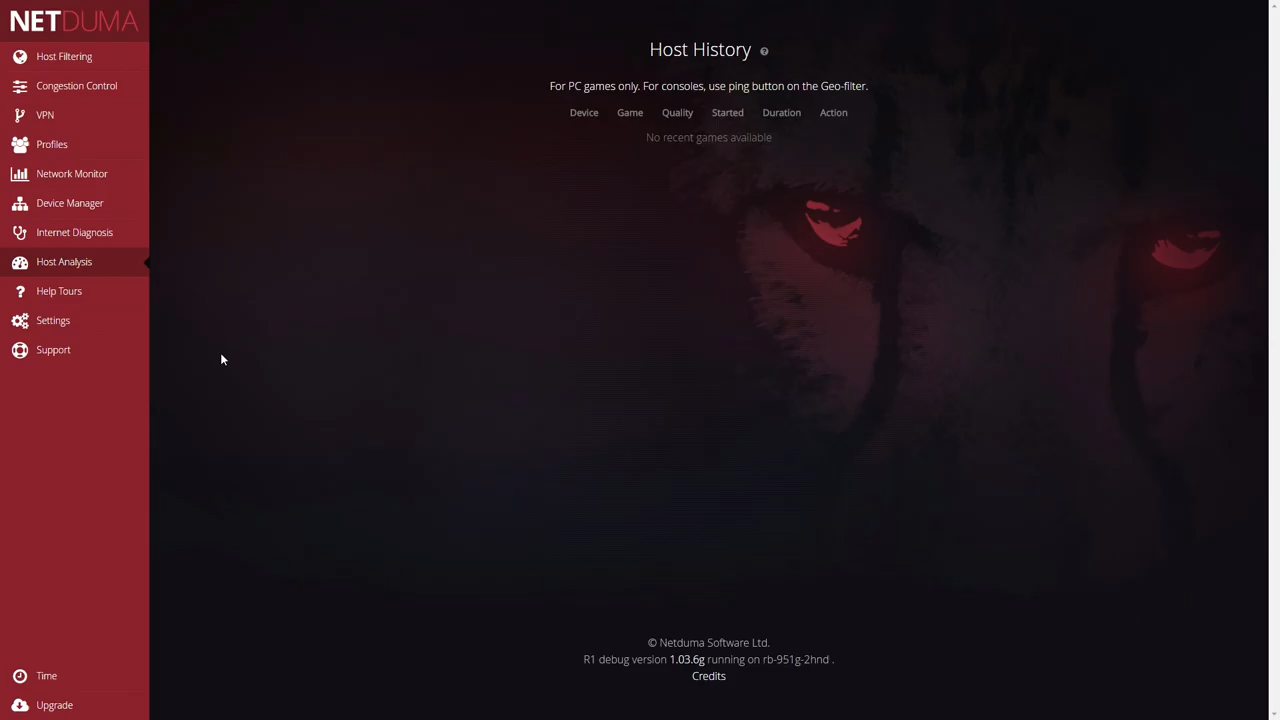 NETDUMA
Host Filtering
Congestion Control
VPN
Profiles
Network Monitor
Device Manager
Internet Diagnosis
Host Analysis
Help Tours
Settings
Support
Time
Upgrade
Host History
For PC games only. For consoles, use ping button on the Geo-filter.
Device Game Quality Started Duration Action
No recent games available
© Netduma Software Ltd.
R1 debug version 1.03.6g running on rb-951g-2hnd .
Credits